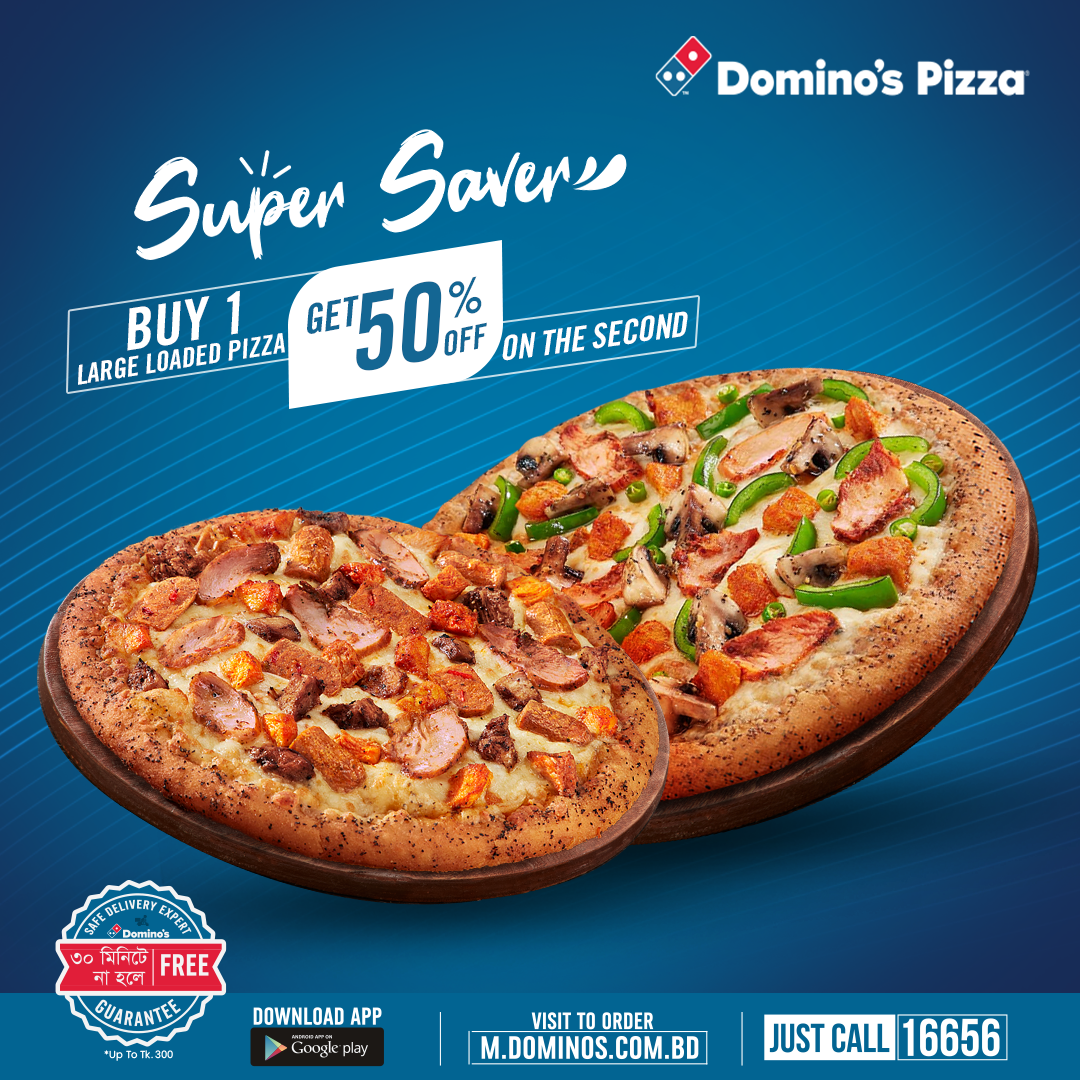 Domino's Pizza
Super Saver
BUY 1
LARGE LOADED PIZZA
GET 50% OFF
ON THE SECOND
SAFE DELIVERY EXPERT
Domino's
৩০ মিনিটে
না হলে
FREE
GUARANTEE
*Up To Tk. 300
DOWNLOAD APP
ANDROID APP ON
Google play
VISIT TO ORDER
M.DOMINOS.COM.BD
JUST CALL 16656